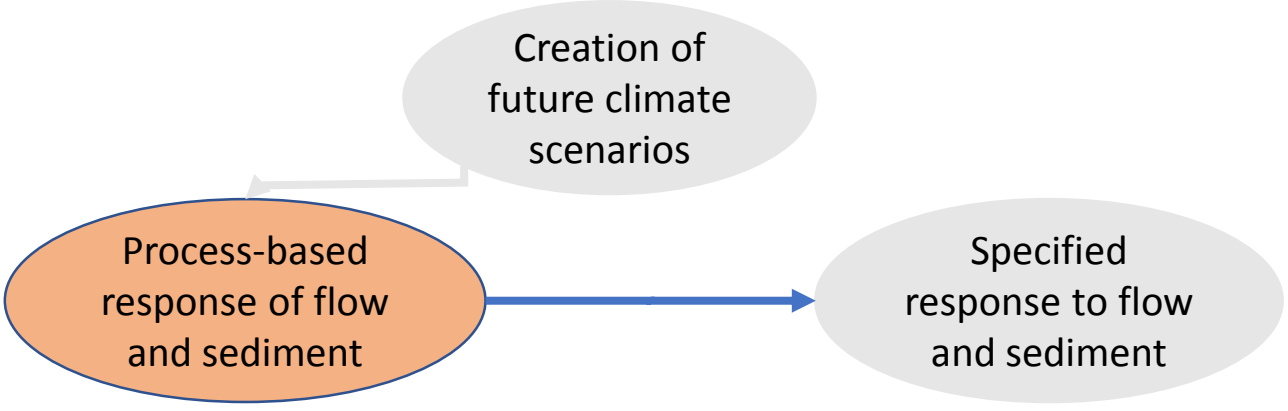 Creation of
future climate
scenarios
Process-based
response of flow
and sediment
Specified
response to flow
and sediment